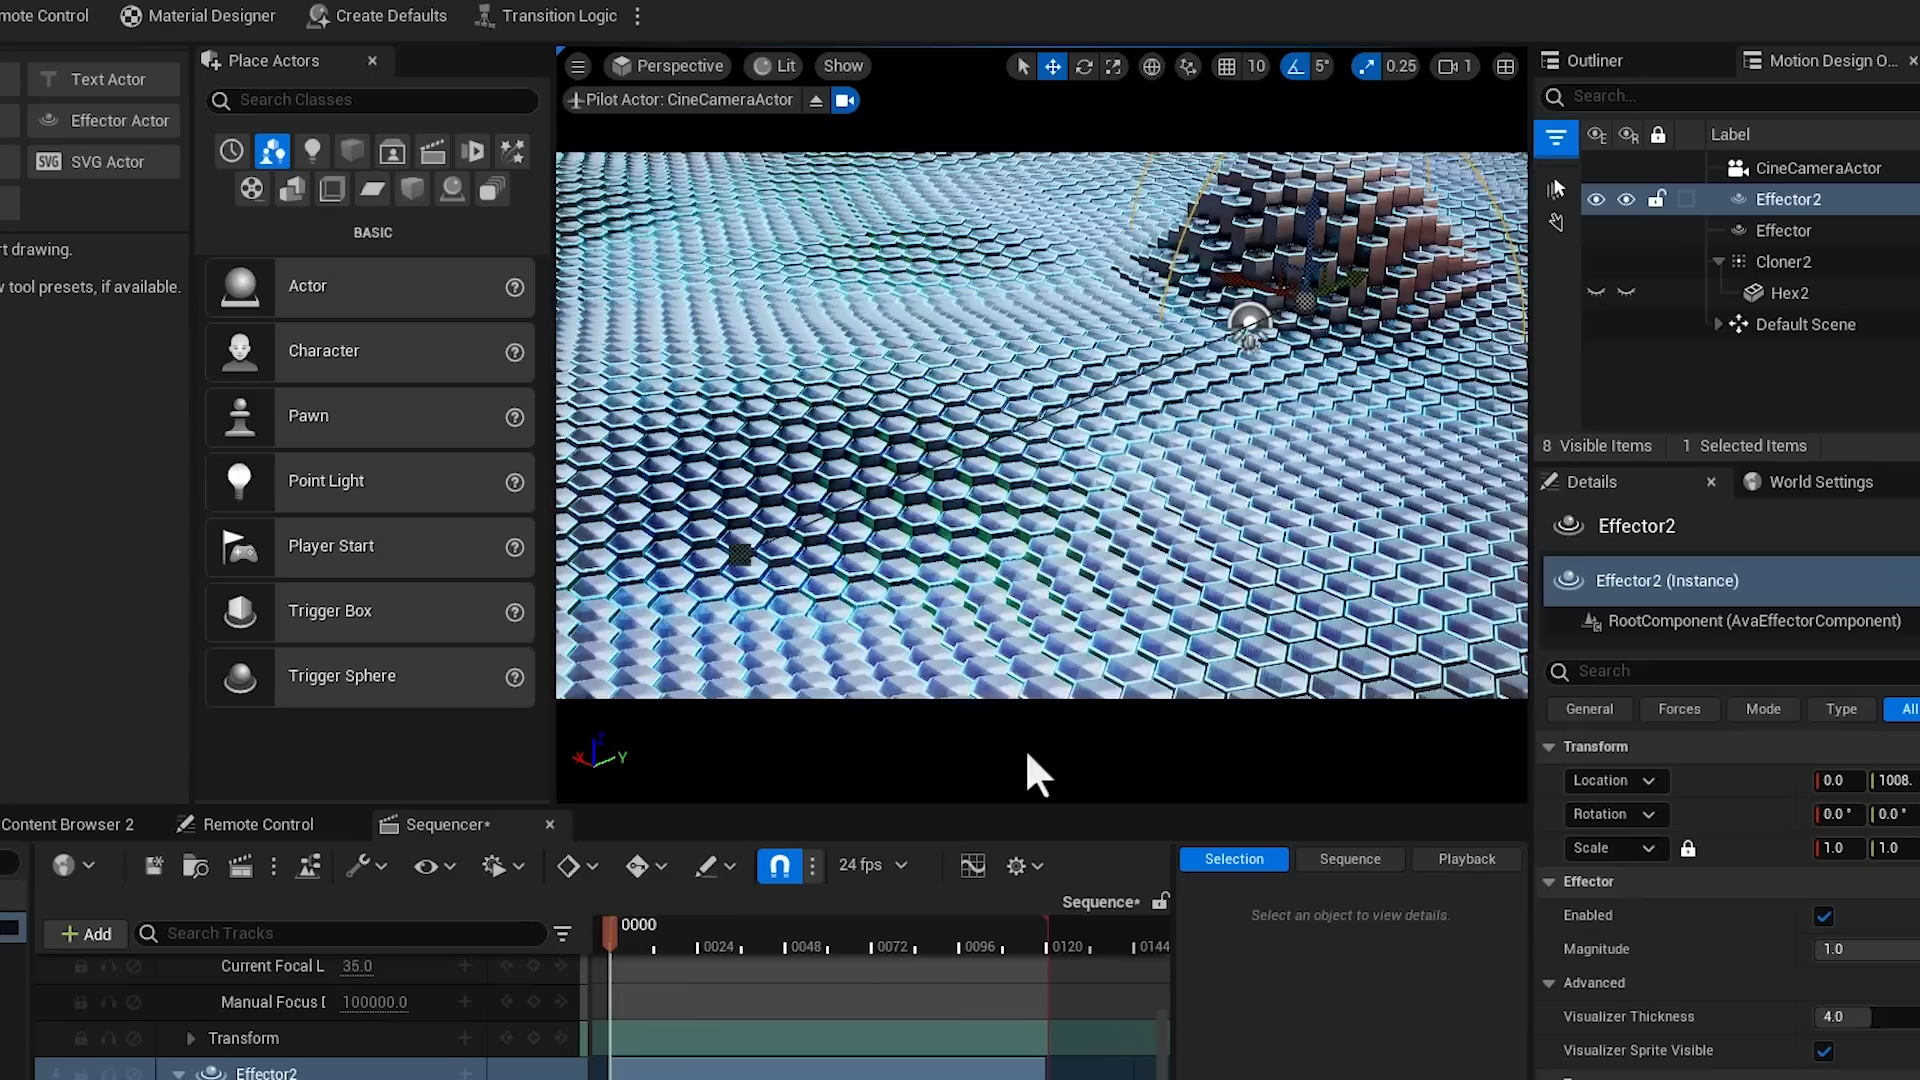 mote Control
Material Designer
Create Defaults
Transition Logic
Text Actor
Effector Actor
SVG
SVG Actor
rt drawing.
w tool presets, if available.
Place Actors
Search Classes
BASIC
Actor
Character
Pawn
Point Light
Player Start
Trigger Box
Trigger Sphere
Perspective
Lit
Show
10
5°
0.25
1
Pilot Actor: CineCameraActor
Z
X
Y
Outliner
Motion Design O...
Search...
Label
CineCameraActor
Effector2
Effector
Cloner2
Hex2
Default Scene
8 Visible Items
1 Selected Items
Details
World Settings
Effector2
Effector2 (Instance)
RootComponent (AvaEffectorComponent)
Search
General
Forces
Mode
Type
All
Transform
Location
0.0
1008.
Rotation
0.0 °
0.0 °
Scale
1.0
1.0
Effector
Enabled
Magnitude
1.0
Advanced
Visualizer Thickness
4.0
Visualizer Sprite Visible
Content Browser 2
Remote Control
Sequencer*
24 fps
Sequence*
Add
Search Tracks
0000
0024
0048
0072
0096
0120
0144
Current Focal L
35.0
Manual Focus D
100000.0
Transform
Effector2
Selection
Sequence
Playback
Select an object to view details.